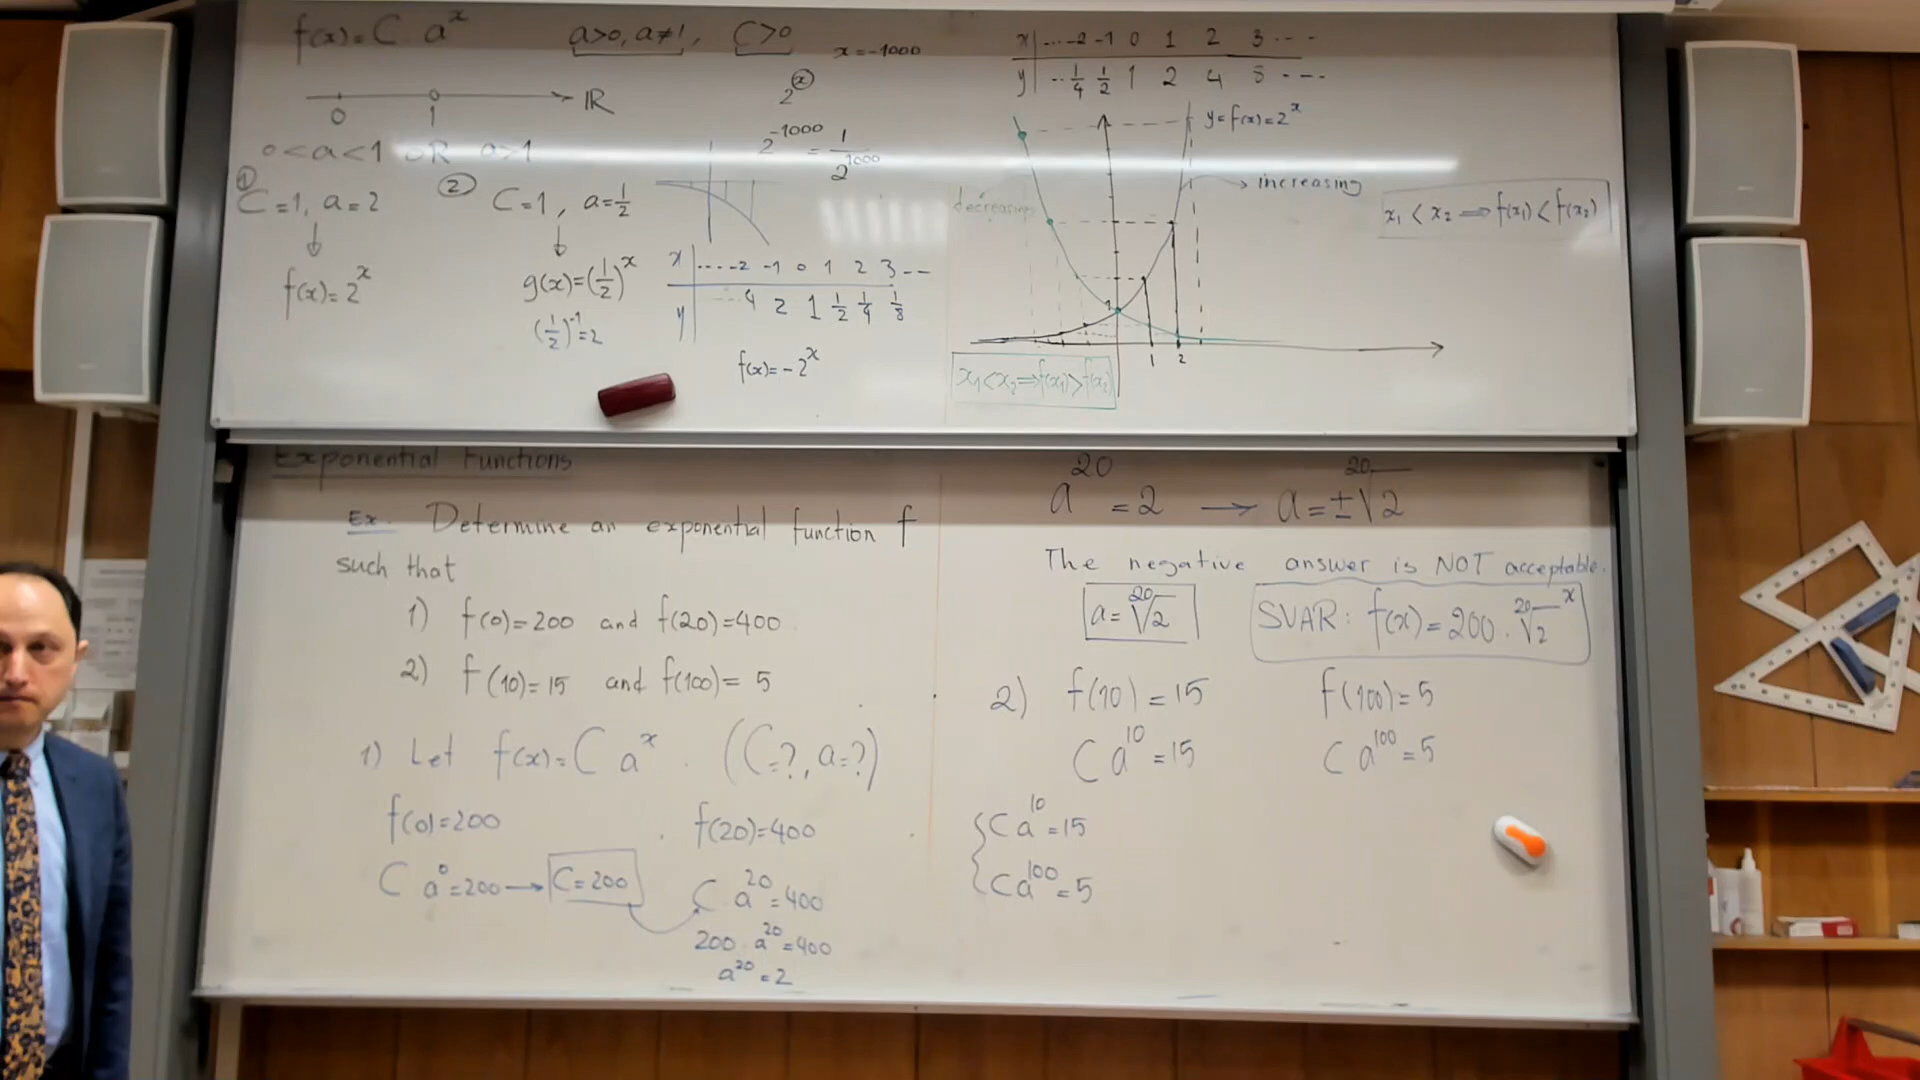 f(x)=C a^x   a>0, a≠1, C>0   x=-1000
0 1 ℝ
2^(x)
2^-1000 = 1/2^1000
0<a<1 OR a>1
① C=1, a=2
↓
f(x)=2^x
② C=1, a=1/2
↓
g(x)=(1/2)^x
(1/2)^-1=2
x | ....-2 -1 0 1 2 3 --
y | ... 4 2 1 1/2 1/4 1/8
f(x)=-2^x
x | ...-2 -1 0 1 2 3 ...
y | ..1/4 1/2 1 2 4 8 ----
y=f(x)=2^x
decreasing
increasing
x₁<x₂ ⟹ f(x₁)<f(x₂)
1
1 2
x₁<x₂ ⟹ f(x₁)>f(x₂)
Exponential Functions
Ex. Determine an exponential function f
such that
1) f(0)=200 and f(20)=400
2) f(10)=15 and f(100)=5
1) Let f(x)=C a^x. (C=?, a=?)
f(0)=200   f(20)=400
C a^0=200 → C=200   C a^20=400
200 a^20=400
a^20=2
a^20=2 → a=±²⁰√2
The negative answer is NOT acceptable.
a=²⁰√2   SVAR: f(x)=200·²⁰√2^x
2) f(10)=15   f(100)=5
C a^10=15   C a^100=5
{C a^10=15
C a^100=5